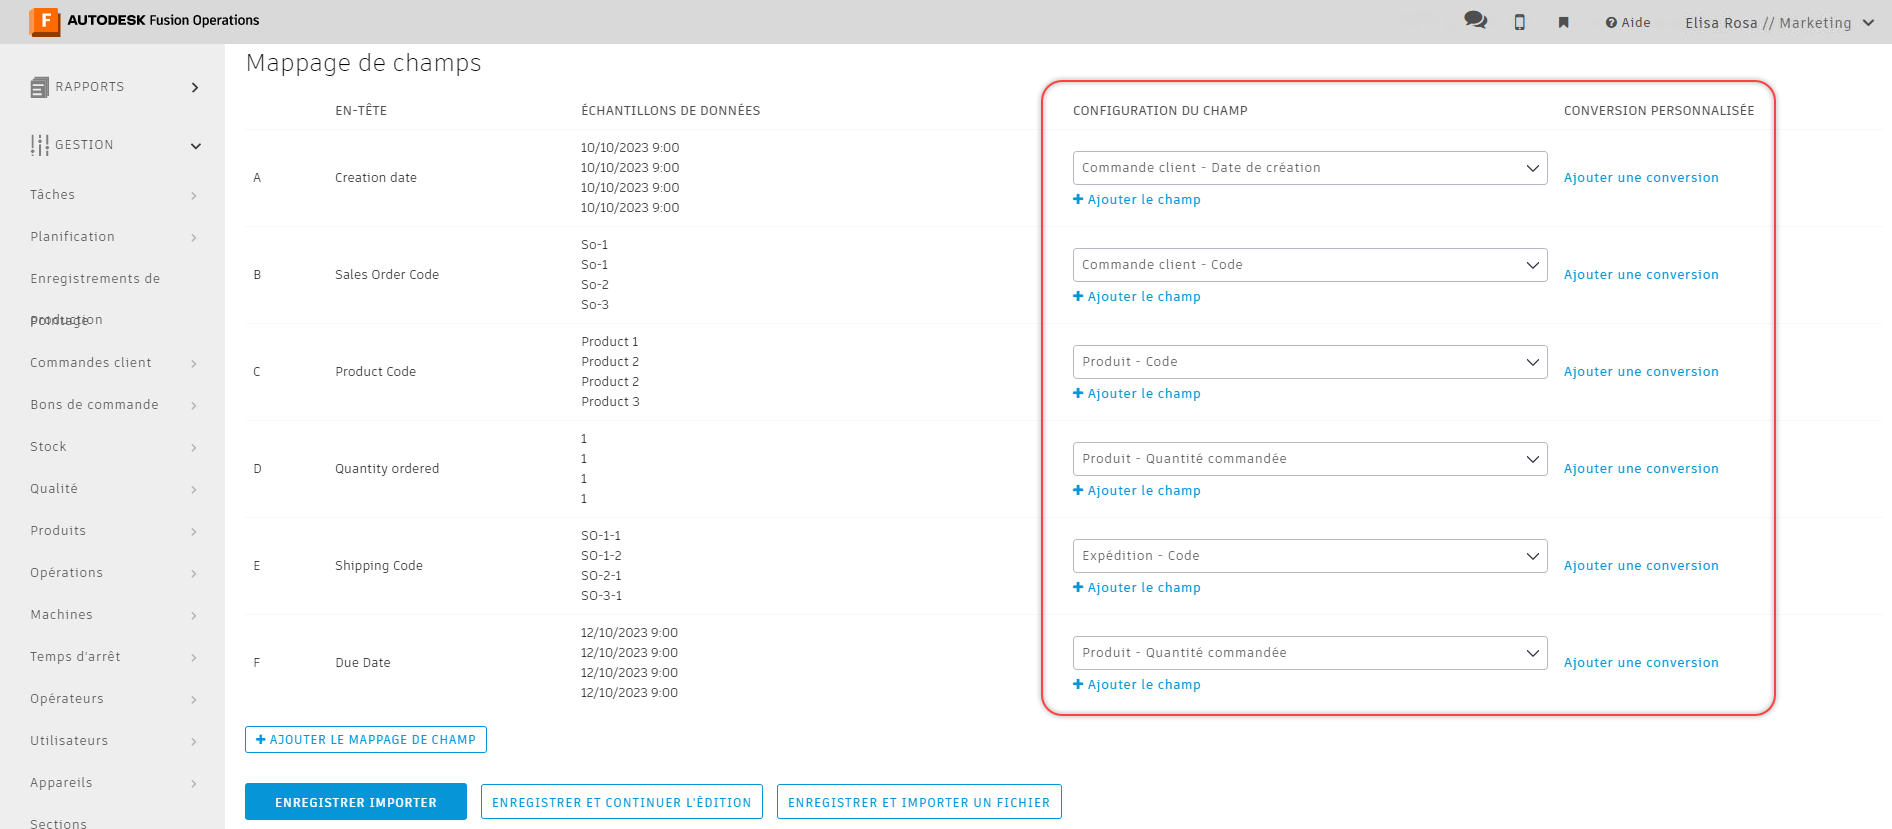 AUTODESK Fusion Operations
Aide
Elisa Rosa // Marketing
RAPPORTS
GESTION
Tâches
Planification
Enregistrements de
production
Pointage
Commandes client
Bons de commande
Stock
Qualité
Produits
Opérations
Machines
Temps d'arrêt
Opérateurs
Utilisateurs
Appareils
Sections
Mappage de champs
EN-TÊTE ÉCHANTILLONS DE DONNÉES CONFIGURATION DU CHAMP CONVERSION PERSONNALISÉE
A Creation date
10/10/2023 9:00
10/10/2023 9:00
10/10/2023 9:00
10/10/2023 9:00
Commande client - Date de création
+ Ajouter le champ
Ajouter une conversion
B Sales Order Code
So-1
So-1
So-2
So-3
Commande client - Code
+ Ajouter le champ
Ajouter une conversion
C Product Code
Product 1
Product 2
Product 2
Product 3
Produit - Code
+ Ajouter le champ
Ajouter une conversion
D Quantity ordered
1
1
1
1
Produit - Quantité commandée
+ Ajouter le champ
Ajouter une conversion
E Shipping Code
SO-1-1
SO-1-2
SO-2-1
SO-3-1
Expédition - Code
+ Ajouter le champ
Ajouter une conversion
F Due Date
12/10/2023 9:00
12/10/2023 9:00
12/10/2023 9:00
12/10/2023 9:00
Produit - Quantité commandée
+ Ajouter le champ
Ajouter une conversion
+ AJOUTER LE MAPPAGE DE CHAMP
ENREGISTRER IMPORTER
ENREGISTRER ET CONTINUER L'ÉDITION
ENREGISTRER ET IMPORTER UN FICHIER